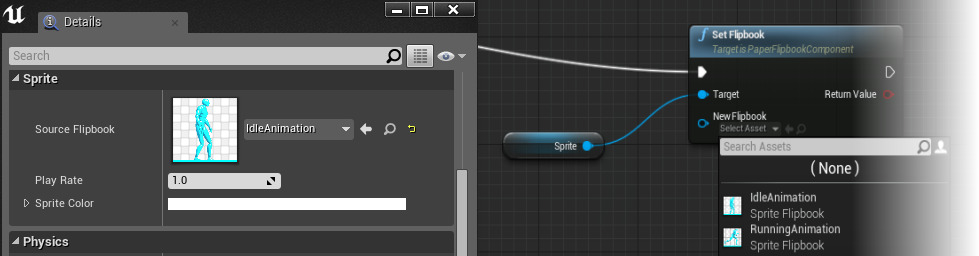 Details
Search
Sprite
Source Flipbook
IdleAnimation
Play Rate
1.0
Sprite Color
Physics
f Set Flipbook
Target is PaperFlipbookComponent
Target
Return Value
New Flipbook
Select Asset
Sprite
Search Assets
( None )
IdleAnimation
Sprite Flipbook
RunningAnimation
Sprite Flipbook